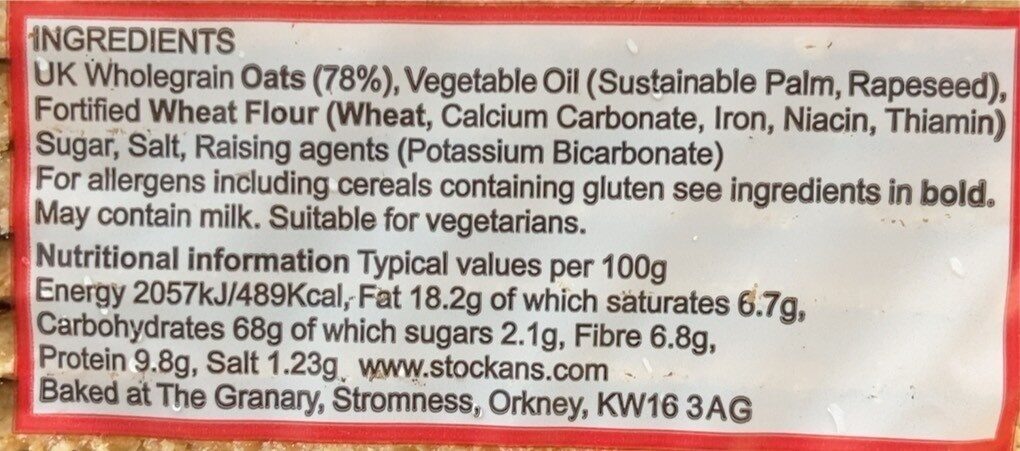 INGREDIENTS
UK Wholegrain Oats (78%), Vegetable Oil (Sustainable Palm, Rapeseed),
Fortified Wheat Flour (Wheat, Calcium Carbonate, Iron, Niacin, Thiamin)
Sugar, Salt, Raising agents (Potassium Bicarbonate)
For allergens including cereals containing gluten see ingredients in bold.
May contain milk. Suitable for vegetarians.
Nutritional information Typical values per 100g
Energy 2057kJ/489Kcal, Fat 18.2g of which saturates 6.7g,
Carbohydrates 68g of which sugars 2.1g, Fibre 6.8g,
Protein 9.8g, Salt 1.23g www.stockans.com
Baked at The Granary, Stromness, Orkney, KW16 3AG